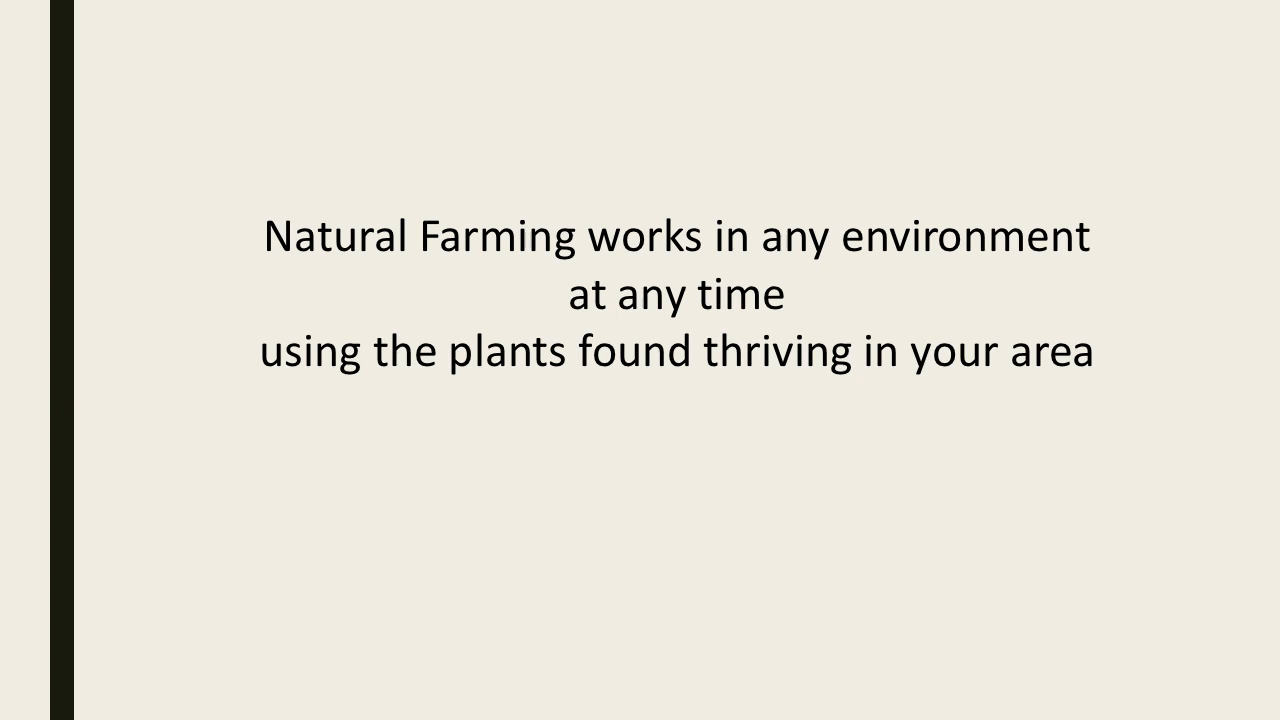 Natural Farming works in any environment
at any time
using the plants found thriving in your area